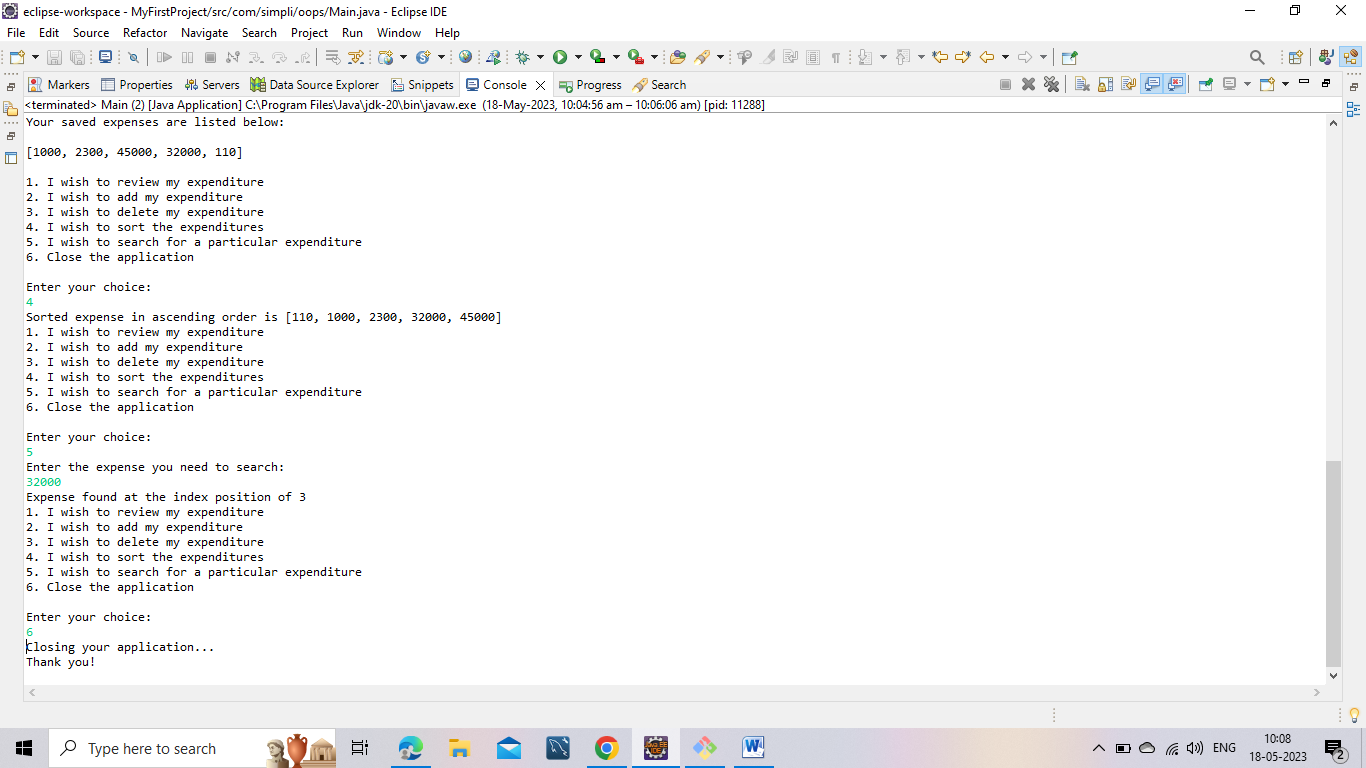 eclipse-workspace - MyFirstProject/src/com/simpli/oops/Main.java - Eclipse IDE
File Edit Source Refactor Navigate Search Project Run Window Help
Markers Properties Servers Data Source Explorer Snippets Console Progress Search
<terminated> Main (2) [Java Application] C:\Program Files\Java\jdk-20\bin\javaw.exe (18-May-2023, 10:04:56 am – 10:06:06 am) [pid: 11288]
Your saved expenses are listed below:
[1000, 2300, 45000, 32000, 110]
1. I wish to review my expenditure
2. I wish to add my expenditure
3. I wish to delete my expenditure
4. I wish to sort the expenditures
5. I wish to search for a particular expenditure
6. Close the application
Enter your choice:
4
Sorted expense in ascending order is [110, 1000, 2300, 32000, 45000]
1. I wish to review my expenditure
2. I wish to add my expenditure
3. I wish to delete my expenditure
4. I wish to sort the expenditures
5. I wish to search for a particular expenditure
6. Close the application
Enter your choice:
5
Enter the expense you need to search:
32000
Expense found at the index position of 3
1. I wish to review my expenditure
2. I wish to add my expenditure
3. I wish to delete my expenditure
4. I wish to sort the expenditures
5. I wish to search for a particular expenditure
6. Close the application
Enter your choice:
6
Closing your application...
Thank you!
Type here to search
Java EE
IDE
W
ENG
10:08
18-05-2023
2